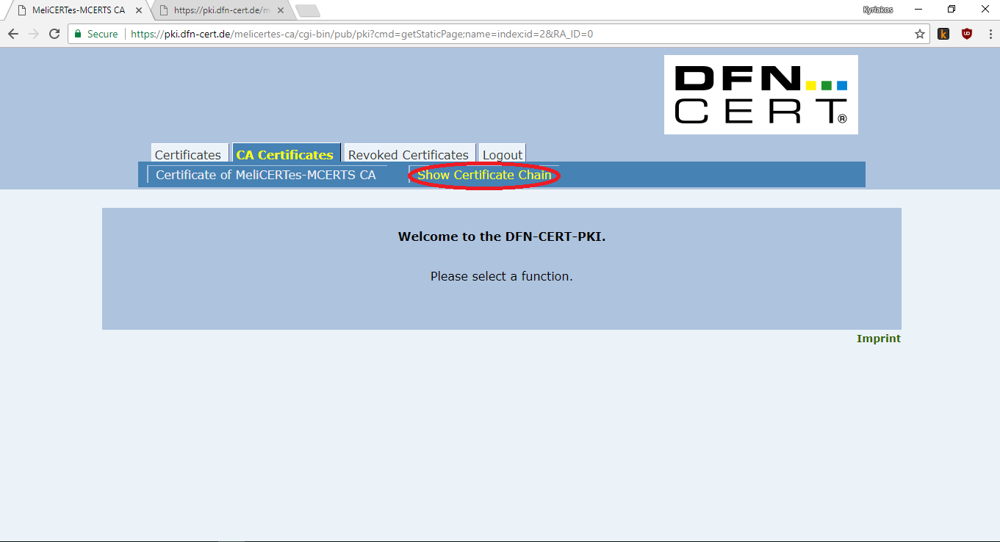 MeliCERTes-MCERTS CA
https://pki.dfn-cert.de/m
Kyriakos
Secure
https://pki.dfn-cert.de/melicertes-ca/cgi-bin/pub/pki?cmd=getStaticPage;name=index;id=2&RA_ID=0
k
DFN
CERT®
Certificates
CA Certificates
Revoked Certificates
Logout
Certificate of MeliCERTes-MCERTS CA
Show Certificate Chain
Welcome to the DFN-CERT-PKI.
Please select a function.
Imprint